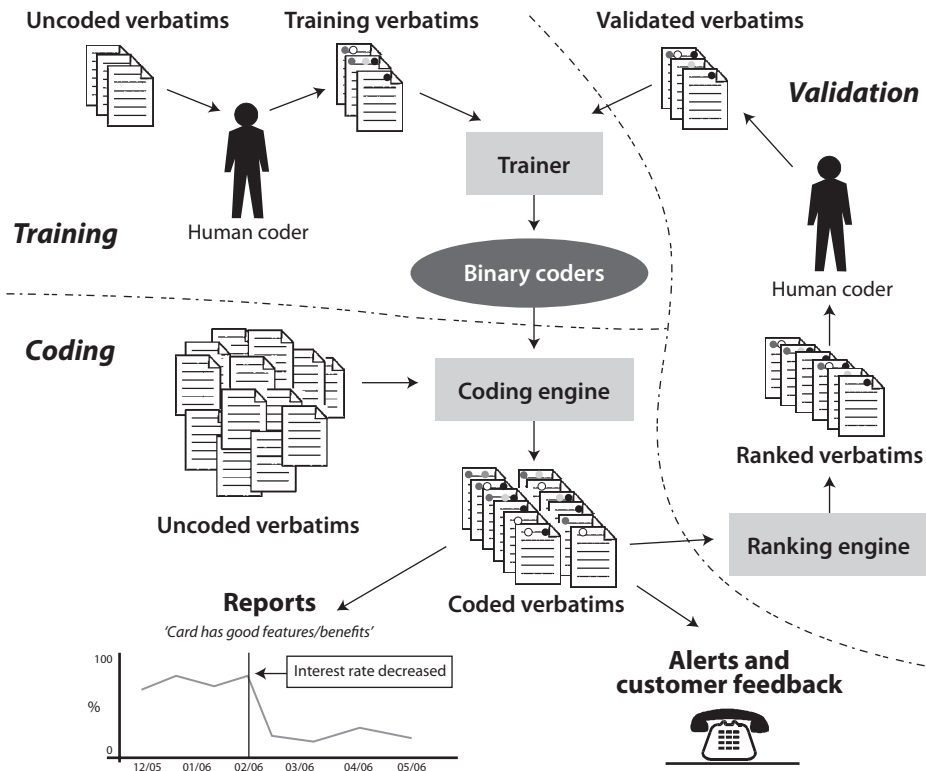 Uncoded verbatims
Training verbatims
Validated verbatims
Validation
Trainer
Training
Human coder
Binary coders
Human coder
Coding
Coding engine
Ranked verbatims
Uncoded verbatims
Ranking engine
Coded verbatims
Reports
'Card has good features/benefits'
Alerts and
customer feedback
100
Interest rate decreased
%
0
12/05
01/06
02/06
03/06
04/06
05/06